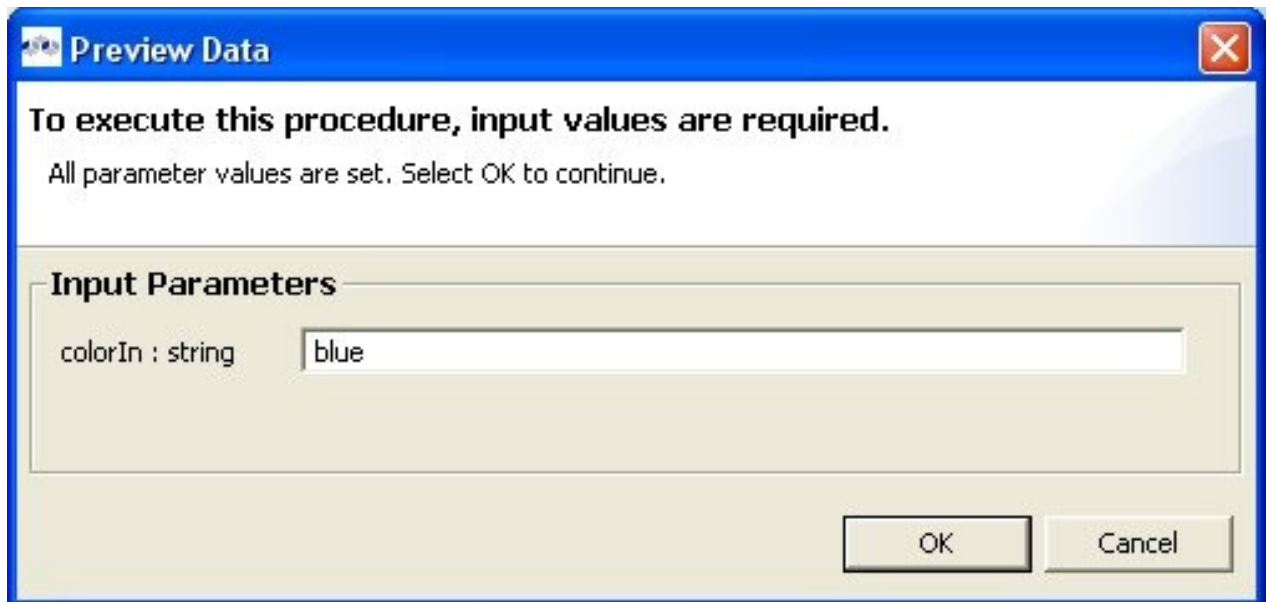 Preview Data
To execute this procedure, input values are required.
All parameter values are set. Select OK to continue.
Input Parameters
colorIn : string blue
OK Cancel